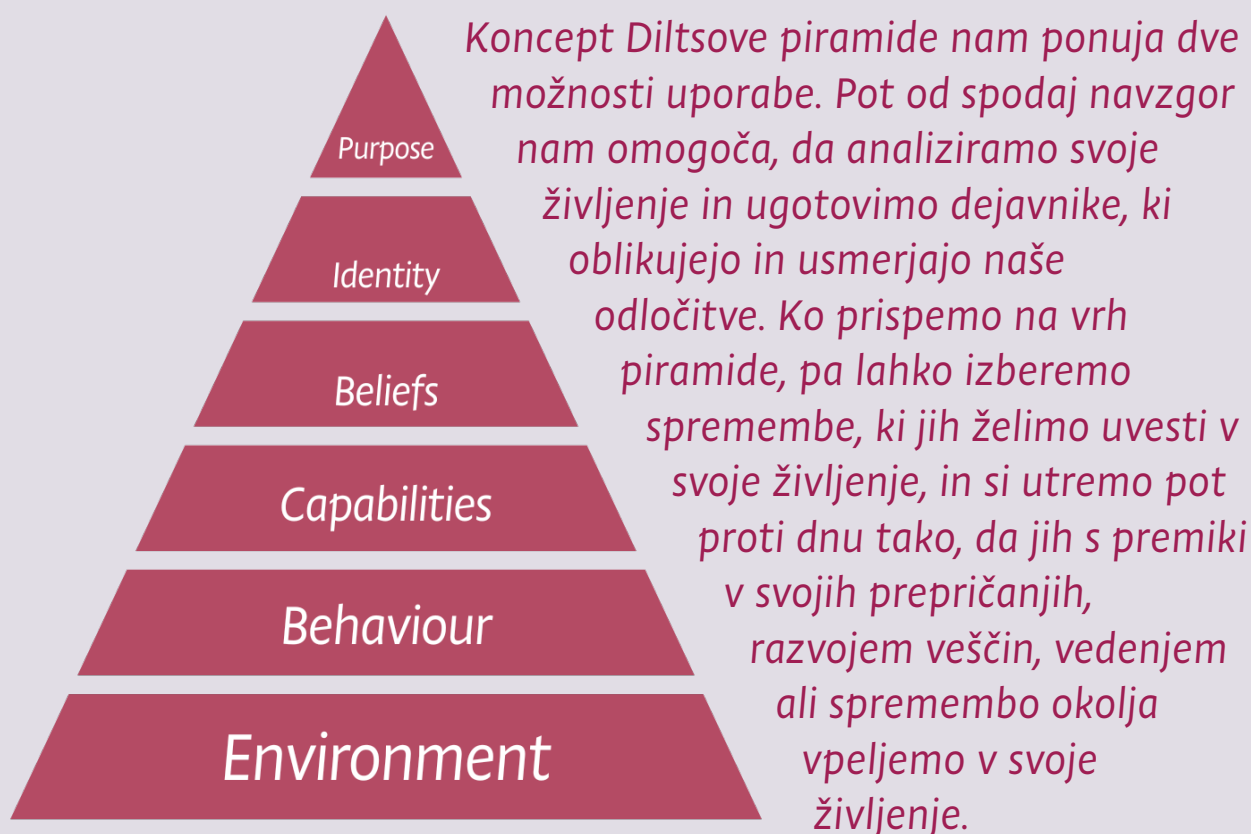 Koncept Diltsove piramide nam ponuja dve
možnosti uporabe. Pot od spodaj navzgor
nam omogoča, da analiziramo svoje
življenje in ugotovimo dejavnike, ki
oblikujejo in usmerjajo naše
odločitve. Ko prispemo na vrh
piramide, pa lahko izberemo
spremembe, ki jih želimo uvesti v
svoje življenje, in si utremo pot
proti dnu tako, da jih s premiki
v svojih prepričanjih,
razvojem veščin, vedenjem
ali spremembo okolja
vpeljemo v svoje
življenje.
Purpose
Identity
Beliefs
Capabilities
Behaviour
Environment